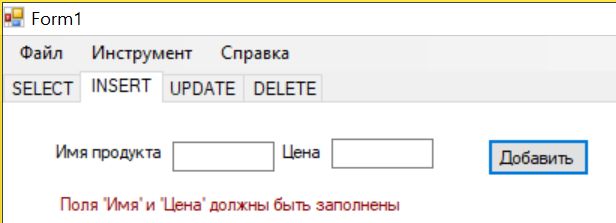 Form1
Файл Инструмент Справка
SELECT INSERT UPDATE DELETE
Имя продукта Цена Добавить
Поля 'Имя' и 'Цена' должны быть заполнены